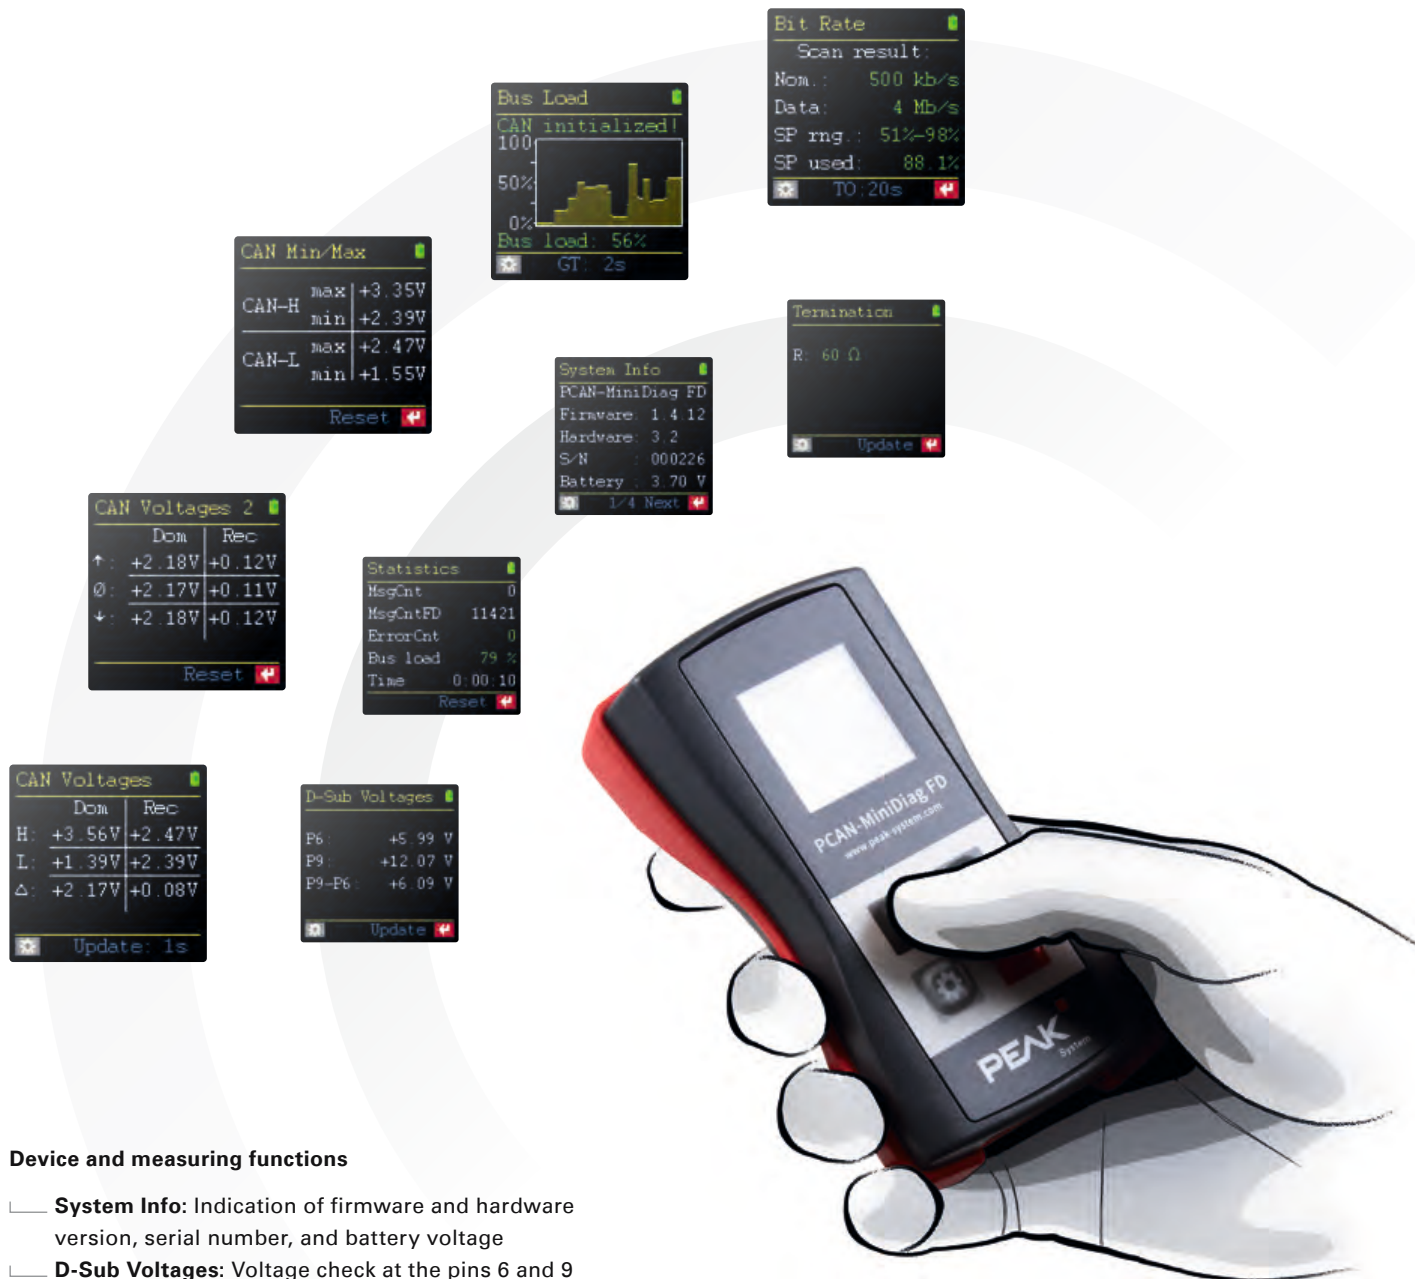 Bit Rate
Scan result:
Nom.: 500 kb/s
Data: 4 Mb/s
SP rng.: 51%-98%
SP used: 88.1%
TO:20s
Bus Load
CAN initialized!
100
50%
0%
Bus load: 56%
GT: 2s
CAN Min/Max
CAN-H max +3.35V
min +2.39V
CAN-L max +2.47V
min +1.55V
Reset
Termination
R: 60 Ω
Update
System Info
PCAN-MiniDiag FD
Firmware: 1.4.12
Hardware: 3.2
S/N : 000226
Battery : 3.70 V
1/4 Next
CAN Voltages 2
Dom Rec
↑: +2.18V +0.12V
Ø: +2.17V +0.11V
↓: +2.18V +0.12V
Reset
Statistics
MsgCnt 0
MsgCntFD 11421
ErrorCnt 0
Bus load 79 %
Time 0:00:10
Reset
CAN Voltages
Dom Rec
H: +3.56V +2.47V
L: +1.39V +2.39V
△: +2.17V +0.08V
Update: 1s
D-Sub Voltages
P6: +5.99 V
P9: +12.07 V
P9-P6: +6.09 V
Update
PCAN-MiniDiag FD
www.peak-system.com
PEAK
System
Device and measuring functions
System Info: Indication of firmware and hardware
version, serial number, and battery voltage
D-Sub Voltages: Voltage check at the pins 6 and 9